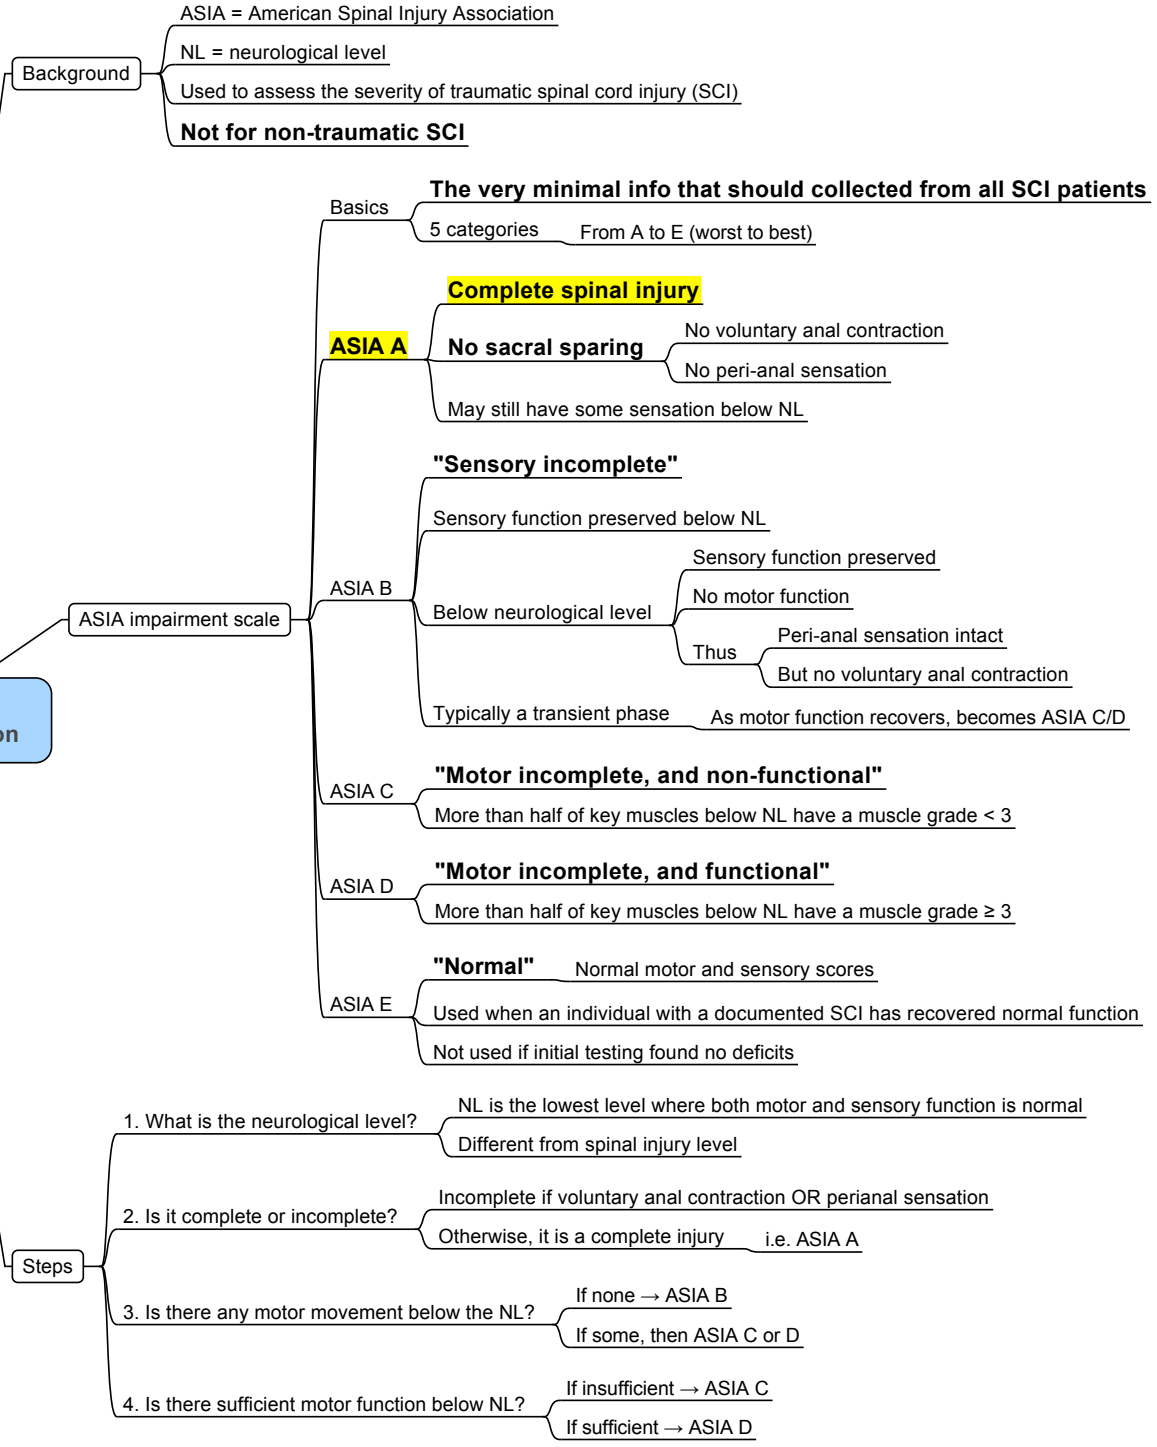 Background
ASIA = American Spinal Injury Association
NL = neurological level
Used to assess the severity of traumatic spinal cord injury (SCI)
Not for non-traumatic SCI
ASIA impairment scale
Basics
The very minimal info that should collected from all SCI patients
5 categories
From A to E (worst to best)
ASIA A
Complete spinal injury
No sacral sparing
No voluntary anal contraction
No peri-anal sensation
May still have some sensation below NL
ASIA B
"Sensory incomplete"
Sensory function preserved below NL
Below neurological level
Sensory function preserved
No motor function
Thus
Peri-anal sensation intact
But no voluntary anal contraction
Typically a transient phase
As motor function recovers, becomes ASIA C/D
ASIA C
"Motor incomplete, and non-functional"
More than half of key muscles below NL have a muscle grade < 3
ASIA D
"Motor incomplete, and functional"
More than half of key muscles below NL have a muscle grade ≥ 3
ASIA E
"Normal"
Normal motor and sensory scores
Used when an individual with a documented SCI has recovered normal function
Not used if initial testing found no deficits
on
Steps
1. What is the neurological level?
NL is the lowest level where both motor and sensory function is normal
Different from spinal injury level
2. Is it complete or incomplete?
Incomplete if voluntary anal contraction OR perianal sensation
Otherwise, it is a complete injury
i.e. ASIA A
3. Is there any motor movement below the NL?
If none → ASIA B
If some, then ASIA C or D
4. Is there sufficient motor function below NL?
If insufficient → ASIA C
If sufficient → ASIA D